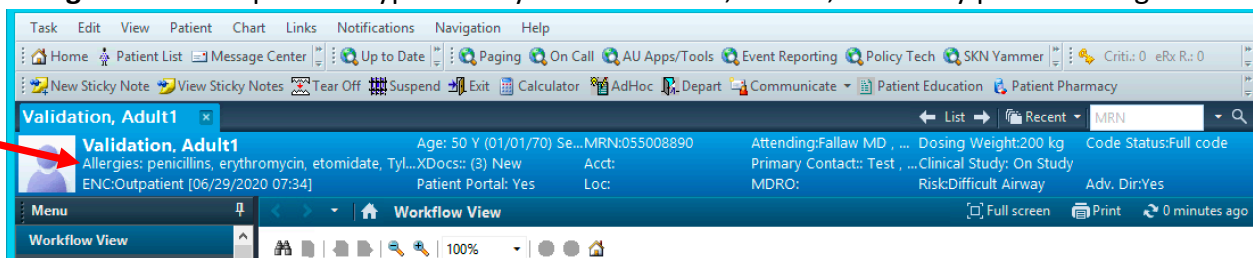 Task Edit View Patient Chart Links Notifications Navigation Help
Home Patient List Message Center Up to Date Paging On Call AU Apps/Tools Event Reporting Policy Tech SKN Yammer Criti.: 0 eRx R.: 0
New Sticky Note View Sticky Notes Tear Off Suspend Exit Calculator AdHoc Depart Communicate Patient Education Patient Pharmacy
Validation, Adult1 List Recent MRN
Validation, Adult1 Age: 50 Y (01/01/70) Se...MRN:055008890 Attending:Fallaw MD , ... Dosing Weight:200 kg Code Status:Full code
Allergies: penicillins, erythromycin, etomidate, Tyl...XDocs:: (3) New Acct: Primary Contact:: Test , ...Clinical Study: On Study
ENC:Outpatient [06/29/2020 07:34] Patient Portal: Yes Loc: MDRO: Risk:Difficult Airway Adv. Dir:Yes
Menu Workflow View Full screen Print 0 minutes ago
Workflow View 100%